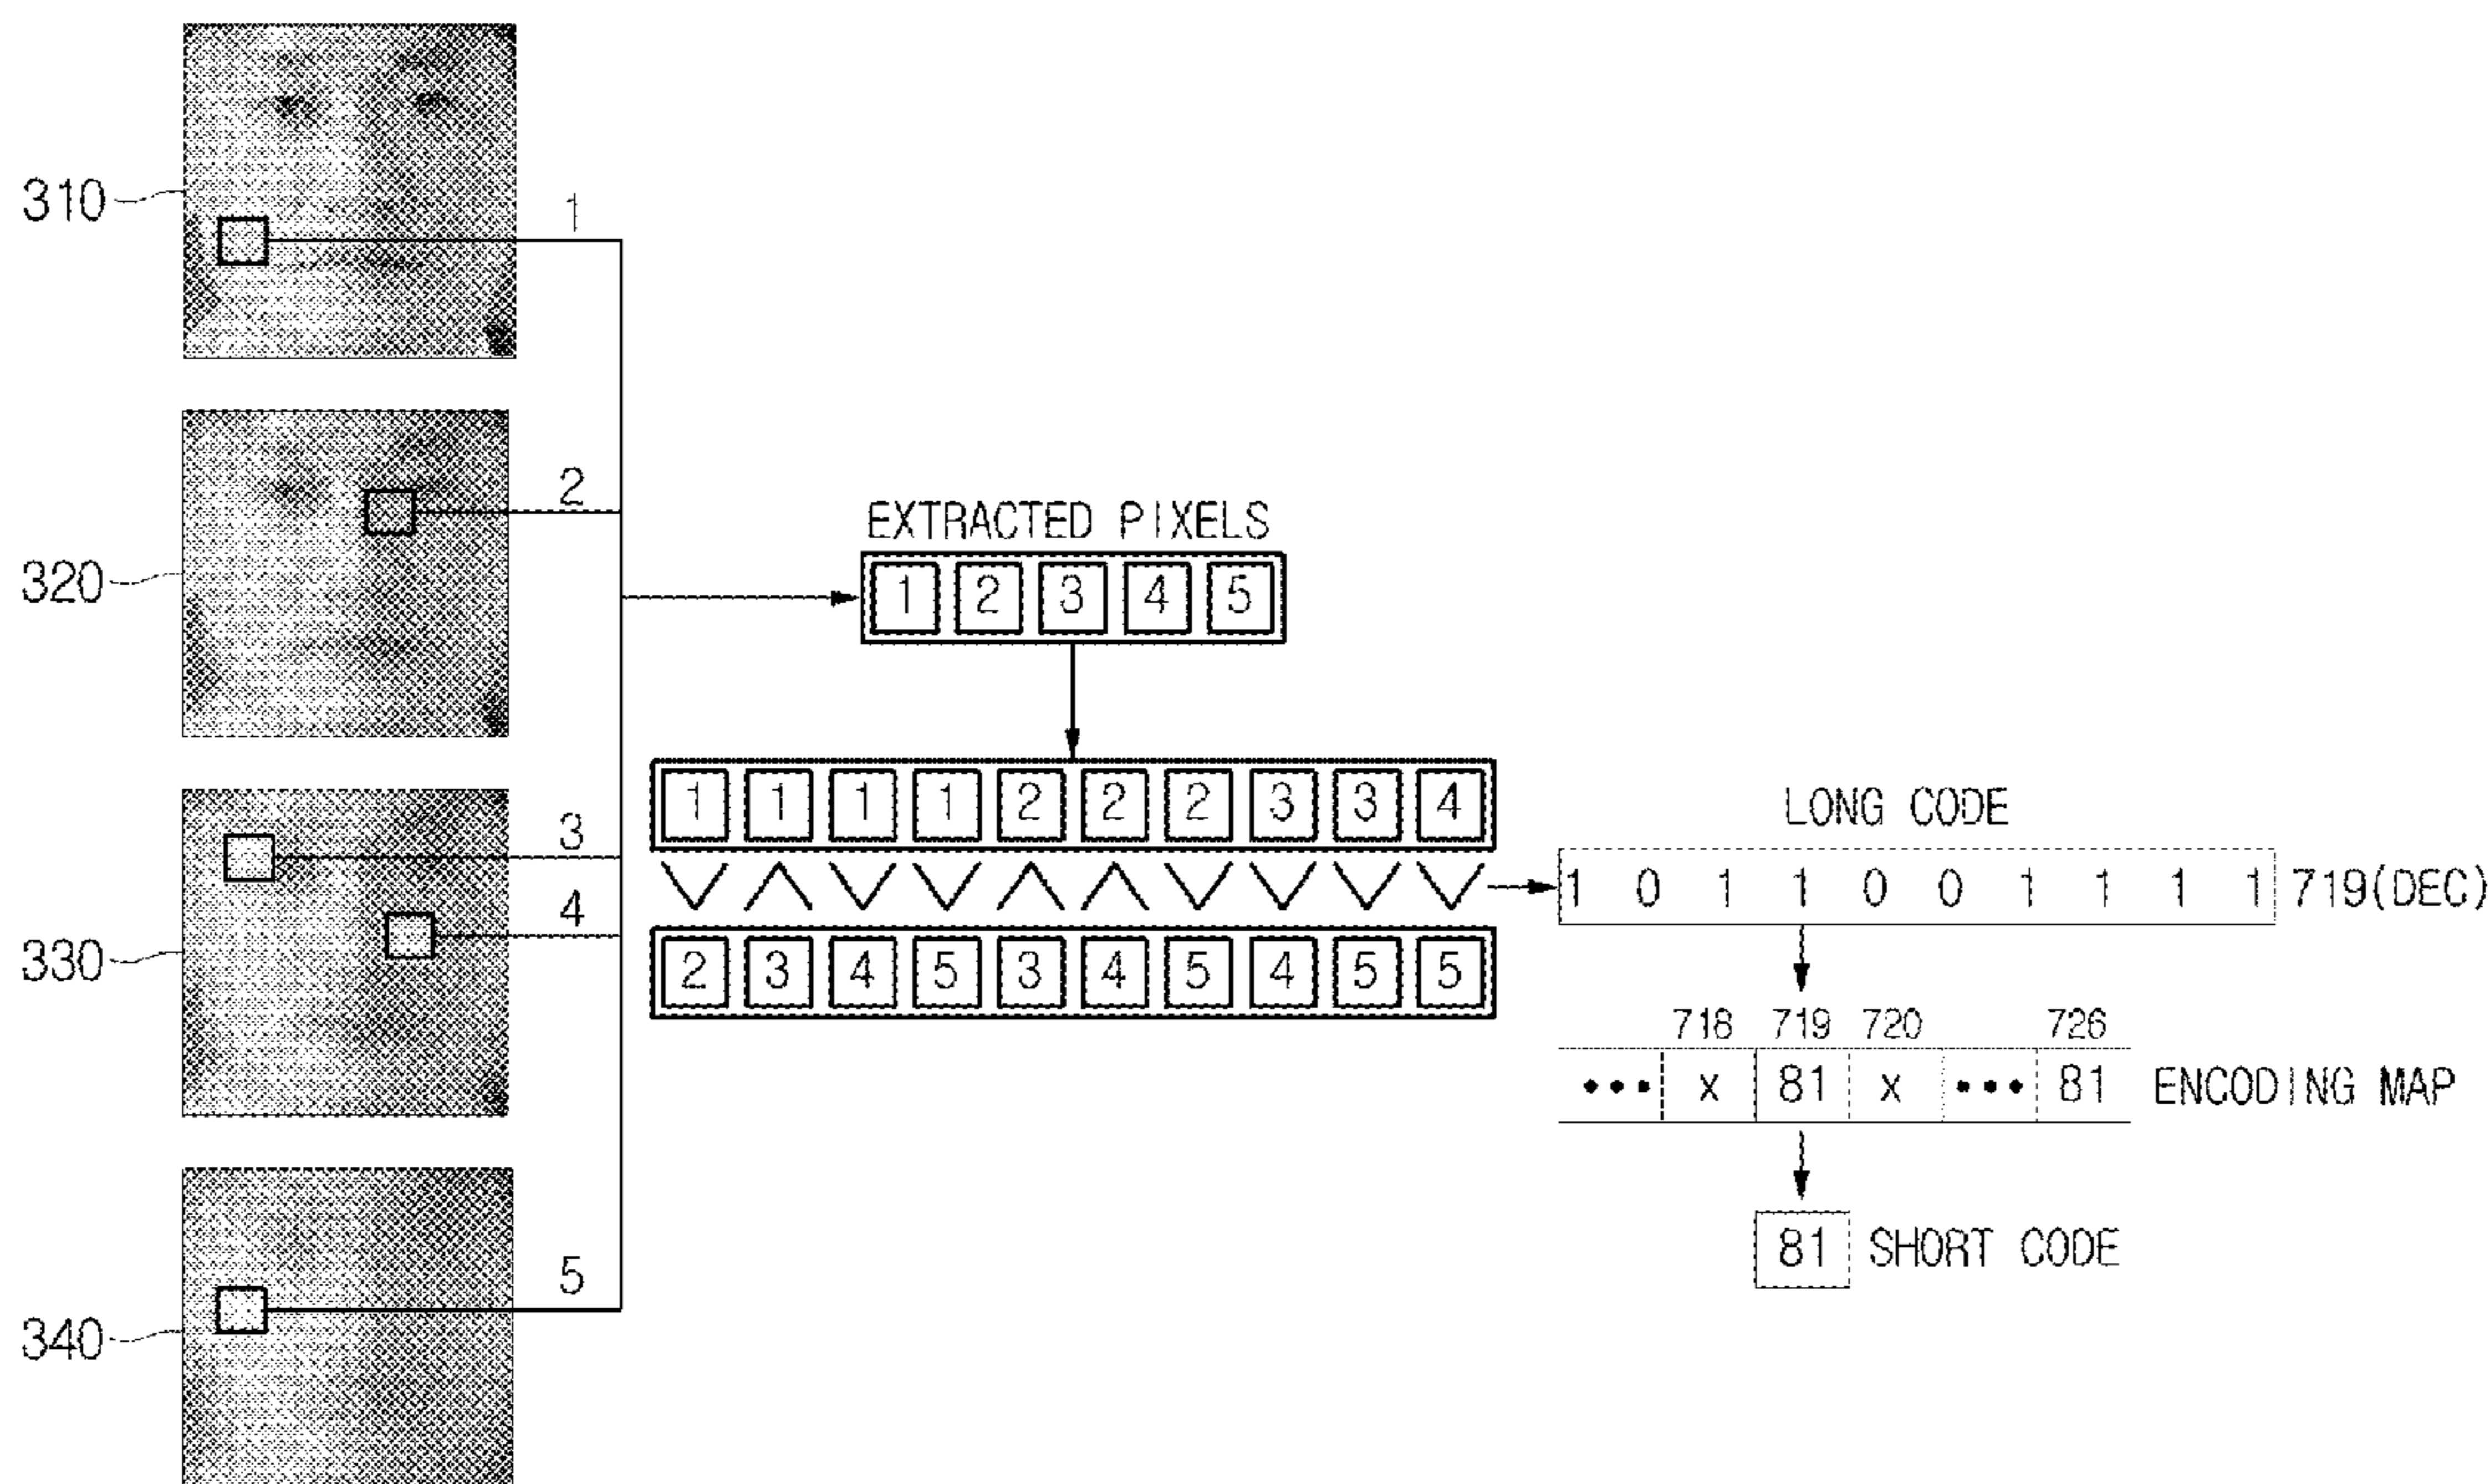 310
1
320
2
EXTRACTED PIXELS
1 2 3 4 5
330
3
4
1 1 1 1 2 2 2 3 3 4
2 3 4 5 3 4 5 4 5 5
LONG CODE
1 0 1 1 0 0 1 1 1 1 719(DEC)
718 719 720 726
••• x 81 x ••• 81 ENCODING MAP
81 SHORT CODE
340
5